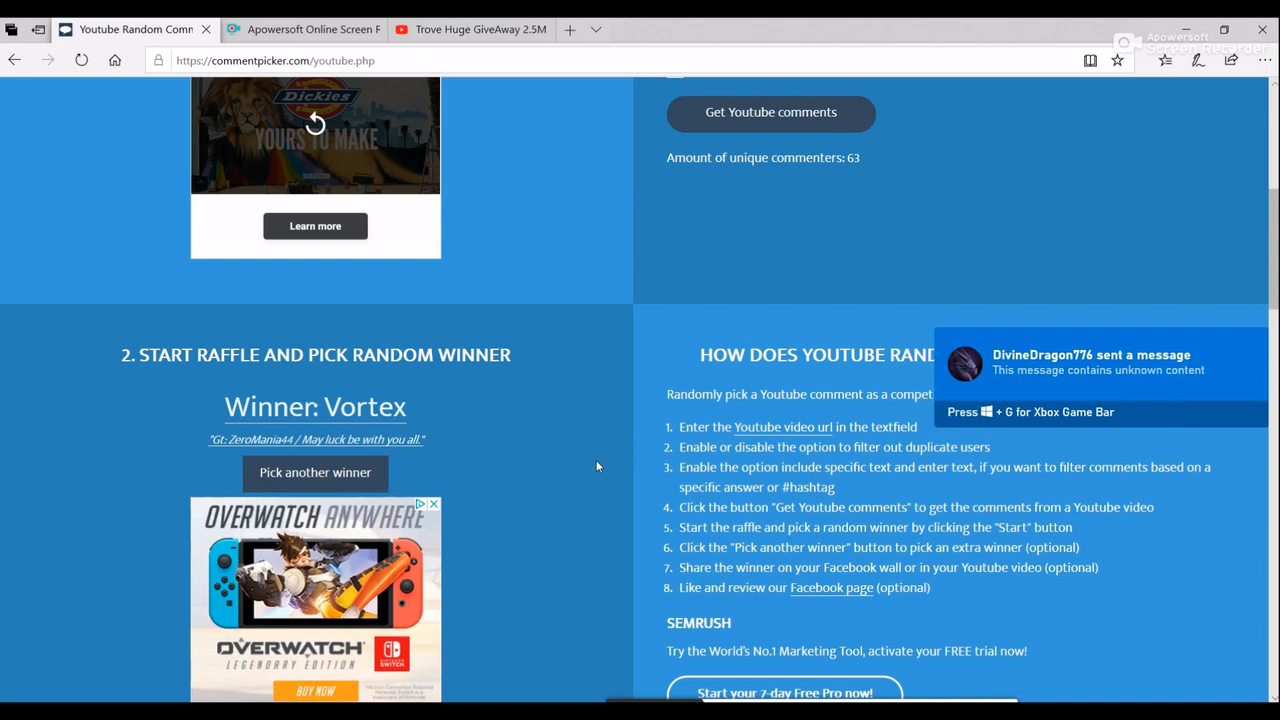 Youtube Random Comn
Apowersoft Online Screen R
Trove Huge GiveAway 2.5M
Apowersoft
Screen Recorder
https://commentpicker.com/youtube.php
Dickies
YOURS TO MAKE
DICKIES.COM
Learn more
Get Youtube comments
Amount of unique commenters: 63
2. START RAFFLE AND PICK RANDOM WINNER
Winner: Vortex
"Gt: ZeroMania44 / May luck be with you all."
Pick another winner
OVERWATCH ANYWHERE
OVERWATCH
LEGENDARY EDITION
NINTENDO
SWITCH
BUY NOW
HOW DOES YOUTUBE RAND
DivineDragon776 sent a message
This message contains unknown content
Press + G for Xbox Game Bar
Randomly pick a Youtube comment as a compet
1. Enter the Youtube video url in the textfield
2. Enable or disable the option to filter out duplicate users
3. Enable the option include specific text and enter text, if you want to filter comments based on a
specific answer or #hashtag
4. Click the button "Get Youtube comments" to get the comments from a Youtube video
5. Start the raffle and pick a random winner by clicking the "Start" button
6. Click the "Pick another winner" button to pick an extra winner (optional)
7. Share the winner on your Facebook wall or in your Youtube video (optional)
8. Like and review our Facebook page (optional)
SEMRUSH
Try the World's No.1 Marketing Tool, activate your FREE trial now!
Start your 7-day Free Pro now!